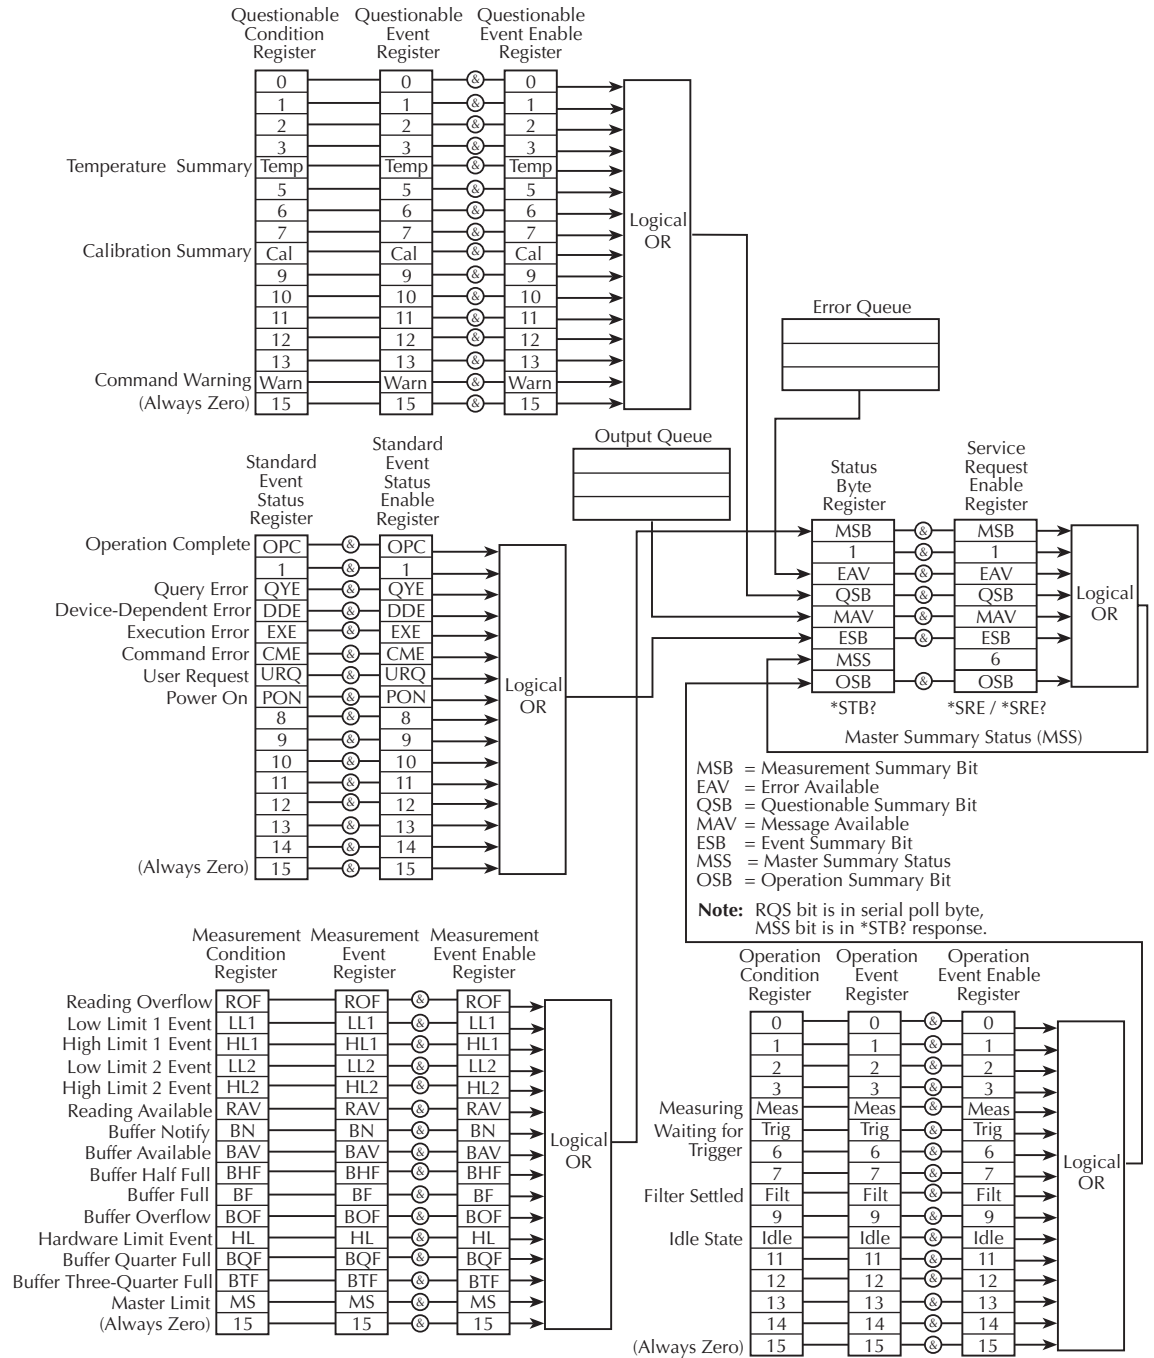 Questionable Condition Register
Questionable Event Register
Questionable Event Enable Register
0 0 & 0
1 1 & 1
2 2 & 2
3 3 & 3
Temperature Summary Temp Temp & Temp
5 5 & 5
6 6 & 6
7 7 & 7
Calibration Summary Cal Cal & Cal
9 9 & 9
10 10 & 10
11 11 & 11
12 12 & 12
13 13 & 13
Command Warning Warn Warn & Warn
(Always Zero) 15 15 & 15
Logical
OR
Error Queue
Output Queue
Standard Event Status Register
Standard Event Status Enable Register
Operation Complete OPC & OPC
1 & 1
Query Error QYE & QYE
Device-Dependent Error DDE & DDE
Execution Error EXE & EXE
Command Error CME & CME
User Request URQ & URQ
Power On PON & PON
8 & 8
9 & 9
10 & 10
11 & 11
12 & 12
13 & 13
14 & 14
(Always Zero) 15 & 15
Logical
OR
Status Byte Register
Service Request Enable Register
MSB & MSB
1 & 1
EAV & EAV
QSB & QSB
MAV & MAV
ESB & ESB
MSS 6
OSB & OSB
Logical
OR
*STB? *SRE / *SRE?
Master Summary Status (MSS)
MSB = Measurement Summary Bit
EAV = Error Available
QSB = Questionable Summary Bit
MAV = Message Available
ESB = Event Summary Bit
MSS = Master Summary Status
OSB = Operation Summary Bit
Note: RQS bit is in serial poll byte,
MSS bit is in *STB? response.
Measurement Condition Register
Measurement Event Register
Measurement Event Enable Register
Reading Overflow ROF ROF & ROF
Low Limit 1 Event LL1 LL1 & LL1
High Limit 1 Event HL1 HL1 & HL1
Low Limit 2 Event LL2 LL2 & LL2
High Limit 2 Event HL2 HL2 & HL2
Reading Available RAV RAV & RAV
Buffer Notify BN BN & BN
Buffer Available BAV BAV & BAV
Buffer Half Full BHF BHF & BHF
Buffer Full BF BF & BF
Buffer Overflow BOF BOF & BOF
Hardware Limit Event HL HL & HL
Buffer Quarter Full BQF BQF & BQF
Buffer Three-Quarter Full BTF BTF & BTF
Master Limit MS MS & MS
(Always Zero) 15 15 & 15
Logical
OR
Operation Condition Register
Operation Event Register
Operation Event Enable Register
0 0 & 0
1 1 & 1
2 2 & 2
3 3 & 3
Measuring Meas Meas & Meas
Waiting for Trig Trig & Trig
Trigger 6 6 & 6
7 7 & 7
Filter Settled Filt Filt & Filt
9 9 & 9
Idle State Idle Idle & Idle
11 11 & 11
12 12 & 12
13 13 & 13
14 14 & 14
(Always Zero) 15 15 & 15
Logical
OR